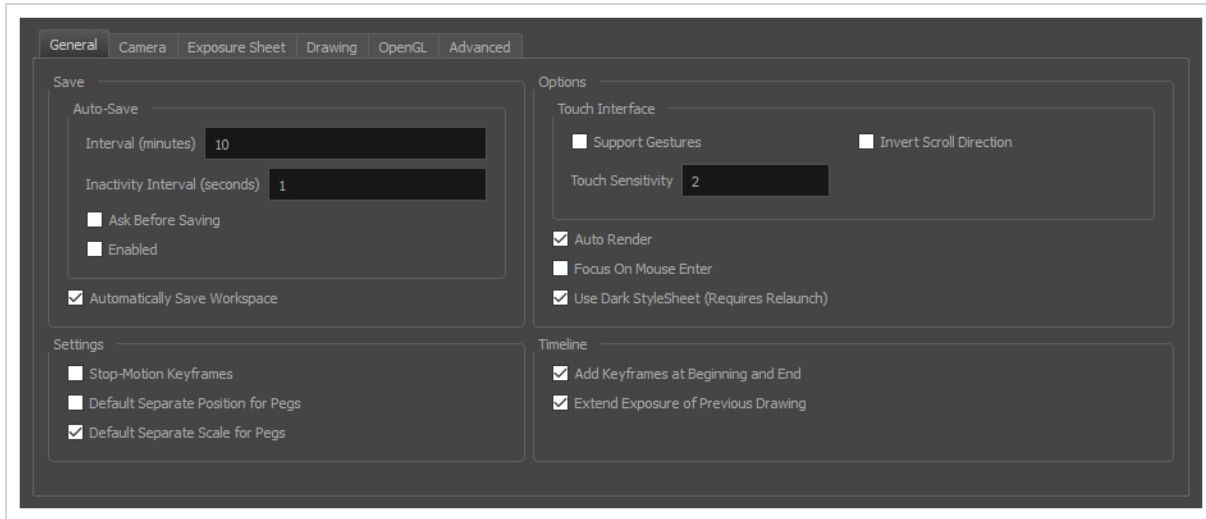 General Camera Exposure Sheet Drawing OpenGL Advanced
Save
Auto-Save
Interval (minutes) 10
Inactivity Interval (seconds) 1
Ask Before Saving
Enabled
Automatically Save Workspace
Options
Touch Interface
Support Gestures Invert Scroll Direction
Touch Sensitivity 2
Auto Render
Focus On Mouse Enter
Use Dark StyleSheet (Requires Relaunch)
Settings
Stop-Motion Keyframes
Default Separate Position for Pegs
Default Separate Scale for Pegs
Timeline
Add Keyframes at Beginning and End
Extend Exposure of Previous Drawing